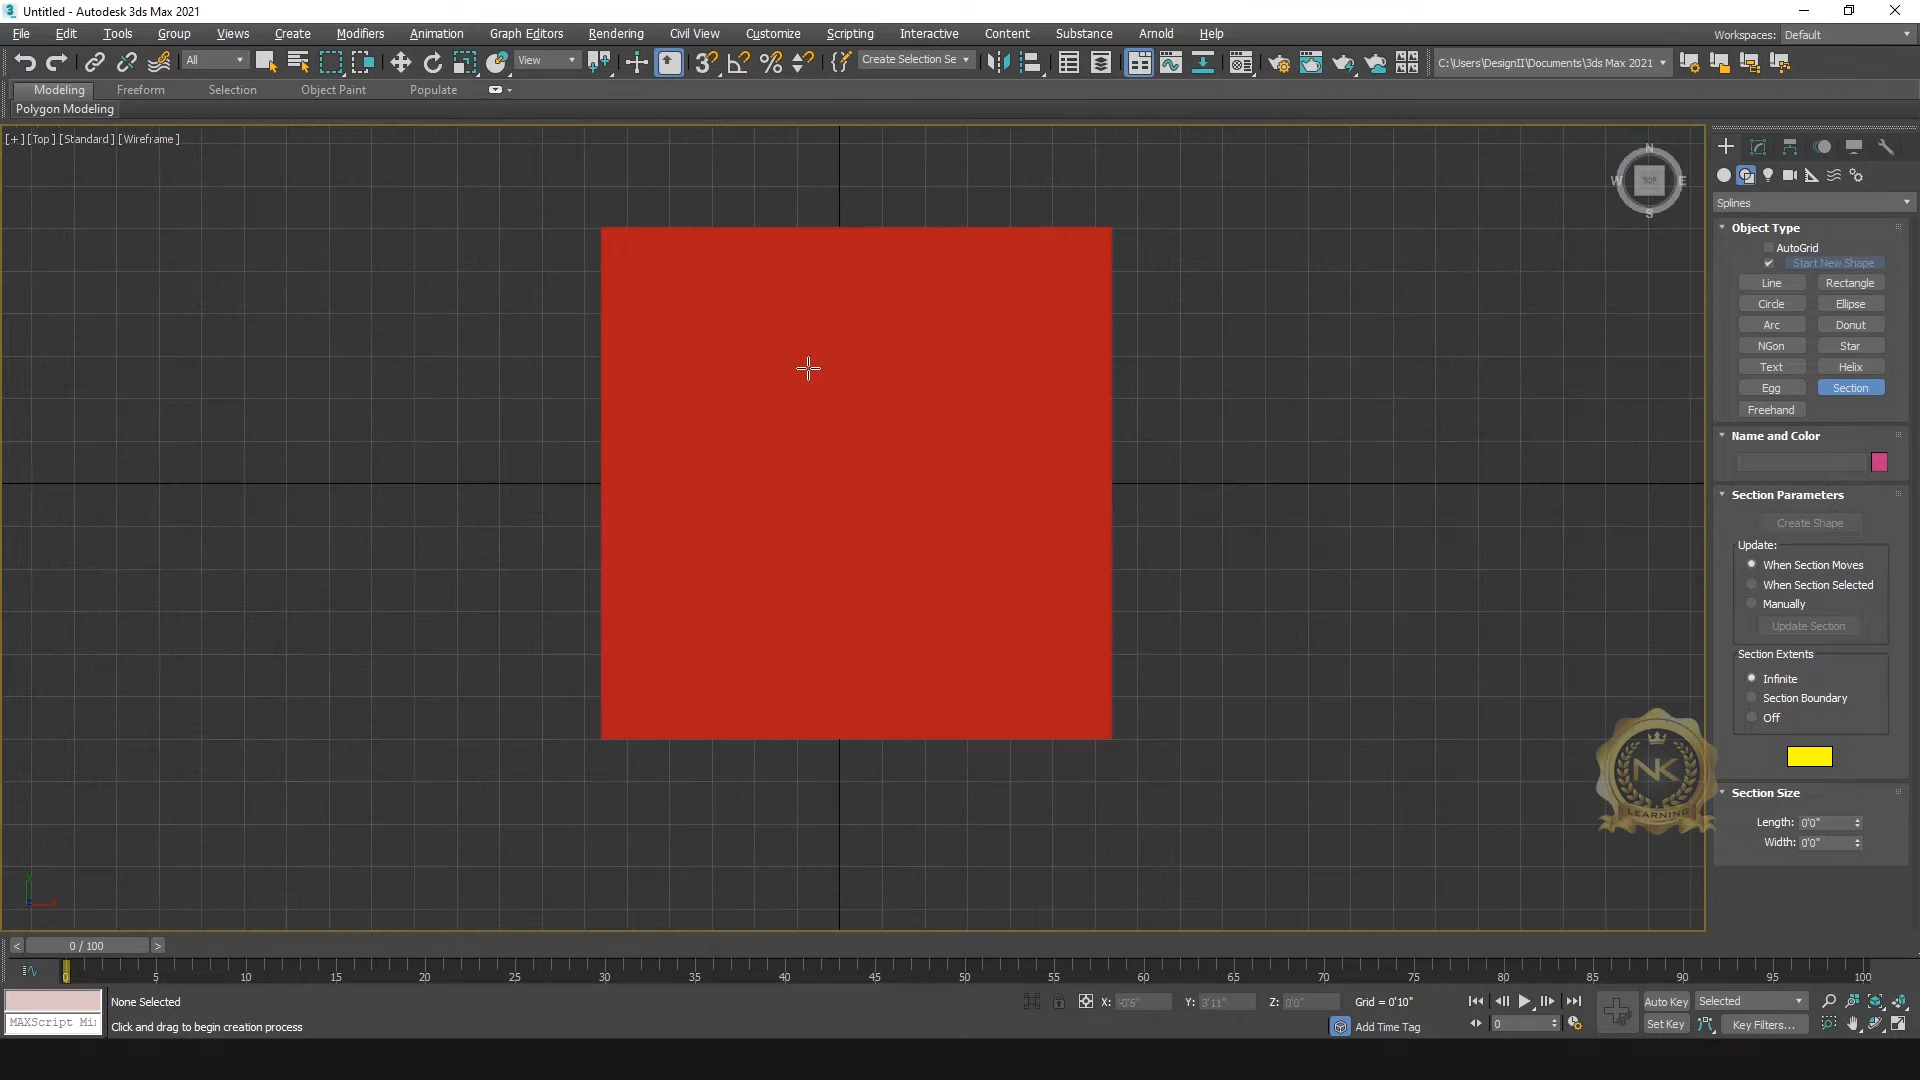 Untitled - Autodesk 3ds Max 2021
File Edit Tools Group Views Create Modifiers Animation Graph Editors Rendering Civil View Customize Scripting Interactive Content Substance Arnold Help
Workspaces: Default
All View Create Selection Se C:\Users\DesignII\Documents\3ds Max 2021
Modeling Freeform Selection Object Paint Populate
Polygon Modeling
[+] [Top] [Standard] [Wireframe]
N
W TOP E
S
Splines
Object Type
AutoGrid
Start New Shape
Line Rectangle
Circle Ellipse
Arc Donut
NGon Star
Text Helix
Egg Section
Freehand
Name and Color
Section Parameters
Create Shape
Update:
When Section Moves
When Section Selected
Manually
Update Section
Section Extents
Infinite
Section Boundary
Off
NK
LEARNING
Section Size
Length: 0'0"
Width: 0'0"
< 0 / 100 >
0 5 10 15 20 25 30 35 40 45 50 55 60 65 70 75 80 85 90 95 100
None Selected
X: -0'6" Y: 3'11" Z: 0'0" Grid = 0'10"
Auto Key Selected
MAXScript Mi
Click and drag to begin creation process
Add Time Tag
0
Set Key Key Filters...